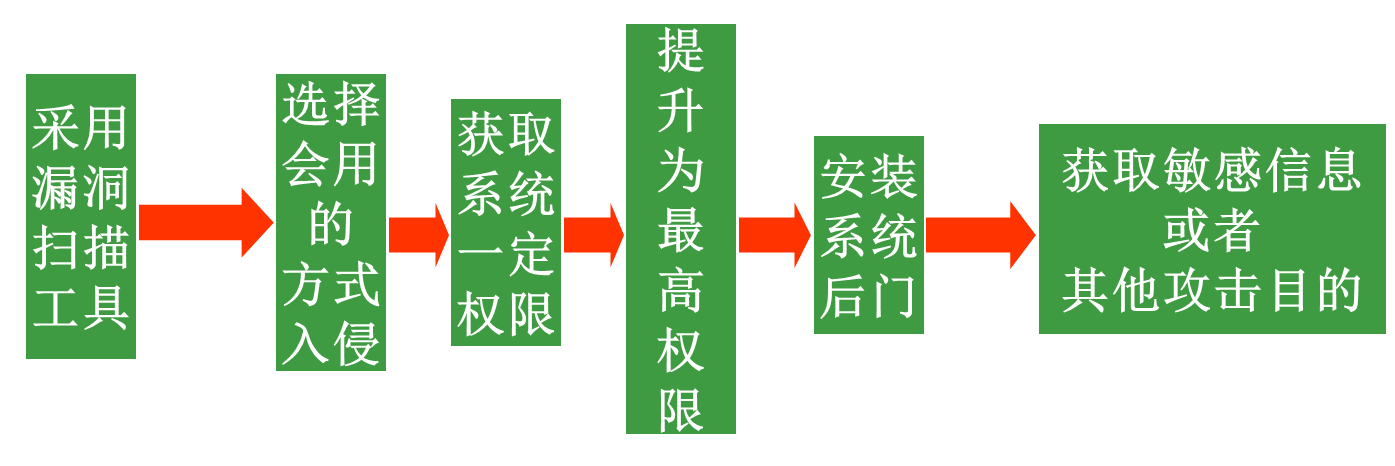 采用
漏洞
扫描
工具
选择
会用
的
方式
入侵
获取
系统
一定
权限
提
升
为
最
高
权
限
安装
系统
后门
获取敏感信息
或者
其他攻击目的